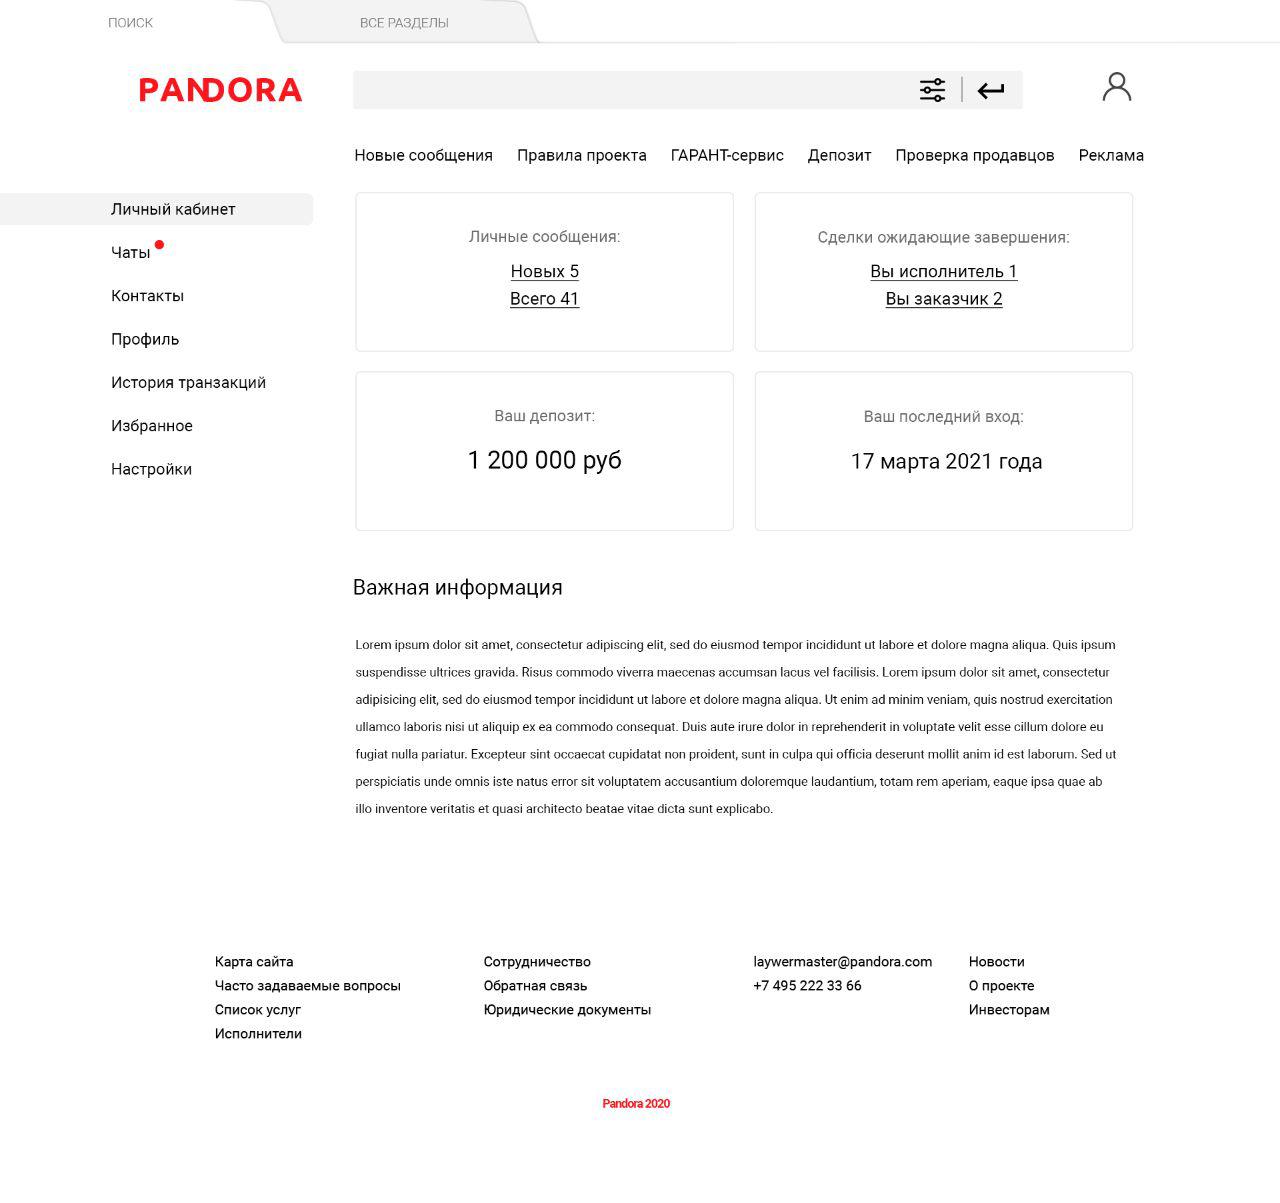 ПОИСК
ВСЕ РАЗДЕЛЫ
PANDORA
Новые сообщения Правила проекта ГАРАНТ-сервис Депозит Проверка продавцов Реклама
Личный кабинет
Чаты
Контакты
Профиль
История транзакций
Избранное
Настройки
Личные сообщения:
Новых 5
Всего 41
Сделки ожидающие завершения:
Вы исполнитель 1
Вы заказчик 2
Ваш депозит:
1 200 000 руб
Ваш последний вход:
17 марта 2021 года
Важная информация
Lorem ipsum dolor sit amet, consectetur adipiscing elit, sed do eiusmod tempor incididunt ut labore et dolore magna aliqua. Quis ipsum
suspendisse ultrices gravida. Risus commodo viverra maecenas accumsan lacus vel facilisis. Lorem ipsum dolor sit amet, consectetur
adipisicing elit, sed do eiusmod tempor incididunt ut labore et dolore magna aliqua. Ut enim ad minim veniam, quis nostrud exercitation
ullamco laboris nisi ut aliquip ex ea commodo consequat. Duis aute irure dolor in reprehenderit in voluptate velit esse cillum dolore eu
fugiat nulla pariatur. Excepteur sint occaecat cupidatat non proident, sunt in culpa qui officia deserunt mollit anim id est laborum. Sed ut
perspiciatis unde omnis iste natus error sit voluptatem accusantium doloremque laudantium, totam rem aperiam, eaque ipsa quae ab
illo inventore veritatis et quasi architecto beatae vitae dicta sunt explicabo.
Карта сайта
Часто задаваемые вопросы
Список услуг
Исполнители
Сотрудничество
Обратная связь
Юридические документы
laywermaster@pandora.com
+7 495 222 33 66
Новости
О проекте
Инвесторам
Pandora 2020